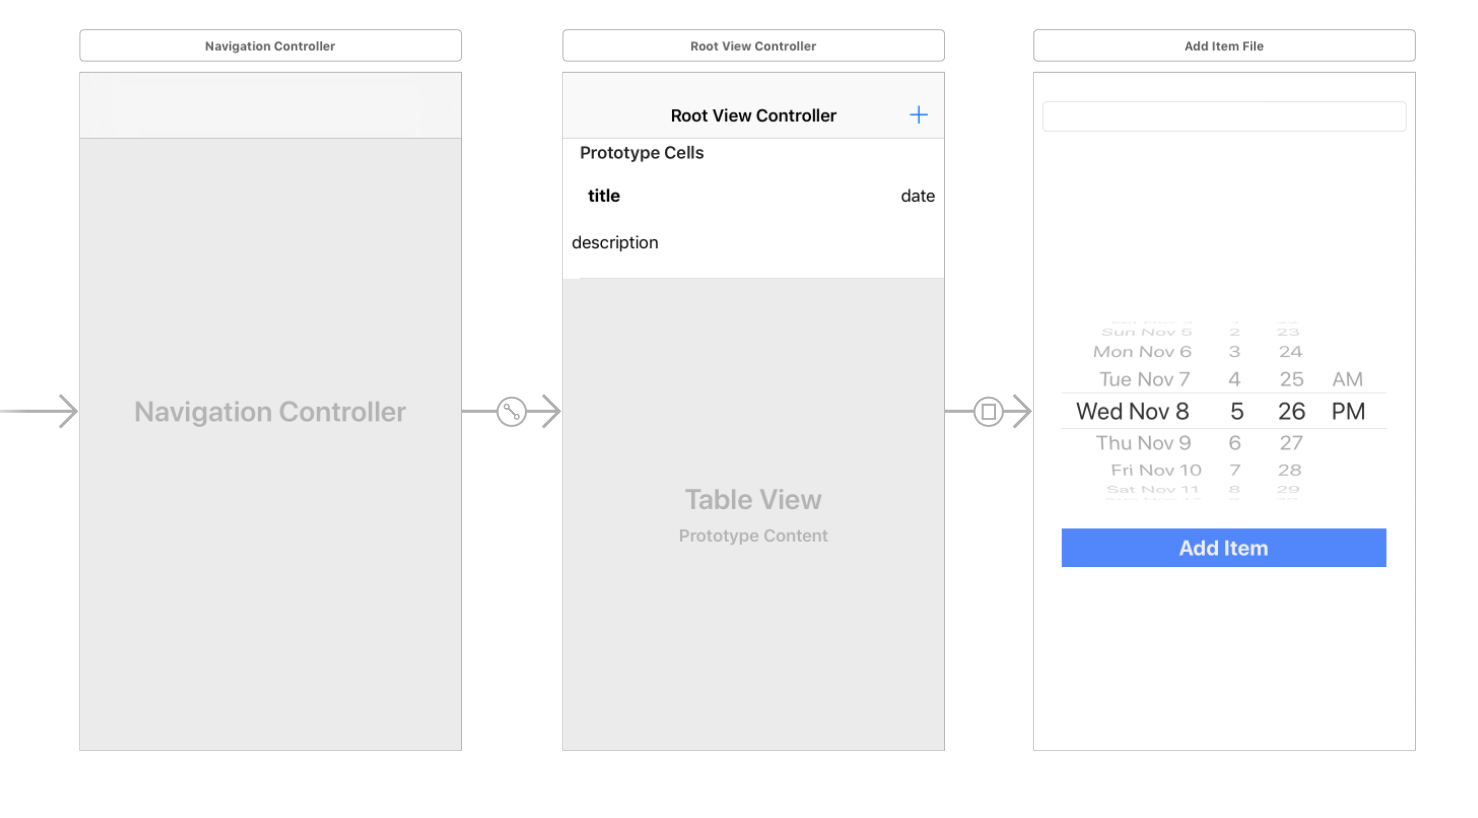 Navigation Controller
Root View Controller
Add Item File
Navigation Controller
Root View Controller
Prototype Cells
title date
description
Table View
Prototype Content
Sun Nov 5 2 23
Mon Nov 6 3 24
Tue Nov 7 4 25 AM
Wed Nov 8 5 26 PM
Thu Nov 9 6 27
Fri Nov 10 7 28
Sat Nov 11 8 29
Add Item